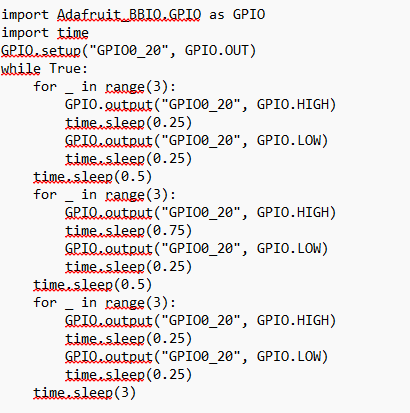 import Adafruit_BBIO.GPIO as GPIO
import time
GPIO.setup("GPIO0_20", GPIO.OUT)
while True:
    for _ in range(3):
        GPIO.output("GPIO0_20", GPIO.HIGH)
        time.sleep(0.25)
        GPIO.output("GPIO0_20", GPIO.LOW)
        time.sleep(0.25)
    time.sleep(0.5)
    for _ in range(3):
        GPIO.output("GPIO0_20", GPIO.HIGH)
        time.sleep(0.75)
        GPIO.output("GPIO0_20", GPIO.LOW)
        time.sleep(0.25)
    time.sleep(0.5)
    for _ in range(3):
        GPIO.output("GPIO0_20", GPIO.HIGH)
        time.sleep(0.25)
        GPIO.output("GPIO0_20", GPIO.LOW)
        time.sleep(0.25)
    time.sleep(3)